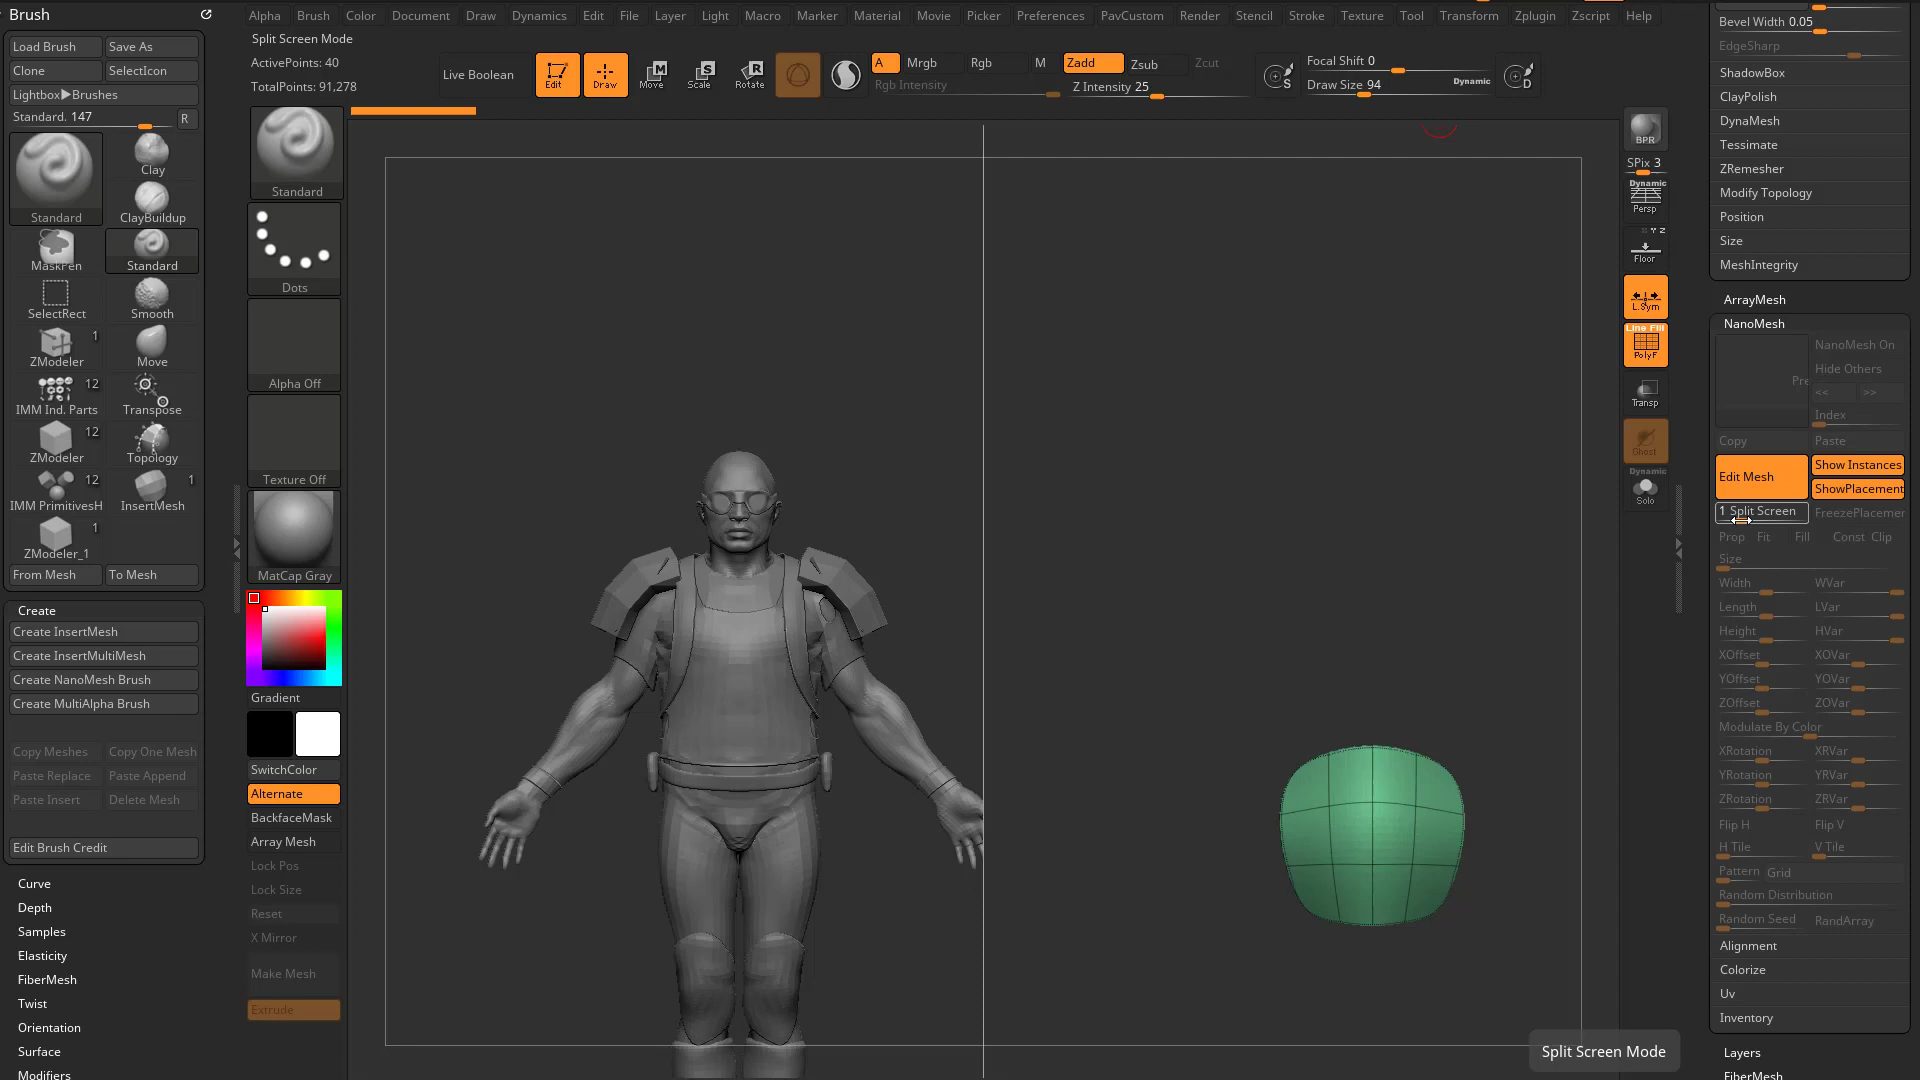 Brush
Alpha Brush Color Document Draw Dynamics Edit File Layer Light Macro Marker Material Movie Picker Preferences PavCustom Render Stencil Stroke Texture Tool Transform Zplugin Zscript Help
Split Screen Mode
ActivePoints: 40
TotalPoints: 91,278
Live Boolean
Edit Draw Move Scale Rotate
A Mrgb Rgb M Zadd Zsub Zcut
Rgb Intensity
Z Intensity 25
Focal Shift 0
Draw Size 94 Dynamic
S
D
Load Brush Save As
Clone SelectIcon
Lightbox▶Brushes
Standard. 147 R
Standard Clay
ClayBuildup
MaskPen Standard
SelectRect Smooth
ZModeler 1 Move
IMM Ind. Parts 12 Transpose
ZModeler 12 Topology
IMM PrimitivesH 12 InsertMesh 1
ZModeler_1 1
From Mesh To Mesh
Create
Create InsertMesh
Create InsertMultiMesh
Create NanoMesh Brush
Create MultiAlpha Brush
Copy Meshes Copy One Mesh
Paste Replace Paste Append
Paste Insert Delete Mesh
Edit Brush Credit
Curve
Depth
Samples
Elasticity
FiberMesh
Twist
Orientation
Surface
Modifiers
Standard
Dots
Alpha Off
Texture Off
MatCap Gray
Gradient
SwitchColor
Alternate
BackfaceMask
Array Mesh
Lock Pos
Lock Size
Reset
X Mirror
Make Mesh
Extrude
BPR
SPix 3
Dynamic
Persp
Floor
L.Sym
Line Fill
PolyF
Transp
Ghost
Dynamic
Solo
Split Screen Mode
Bevel Width 0.05
EdgeSharp
ShadowBox
ClayPolish
DynaMesh
Tessimate
ZRemesher
Modify Topology
Position
Size
MeshIntegrity
ArrayMesh
NanoMesh
NanoMesh On
Hide Others
Pre << >>
Index
Copy Paste
Edit Mesh Show Instances
ShowPlacement
1 Split Screen FreezePlacemer
Prop Fit Fill Const Clip
Size
Width WVar
Length LVar
Height HVar
XOffset XOVar
YOffset YOVar
ZOffset ZOVar
Modulate By Color
XRotation XRVar
YRotation YRVar
ZRotation ZRVar
Flip H Flip V
H Tile V Tile
Pattern Grid
Random Distribution
Random Seed RandArray
Alignment
Colorize
Uv
Inventory
Layers
FiberMesh